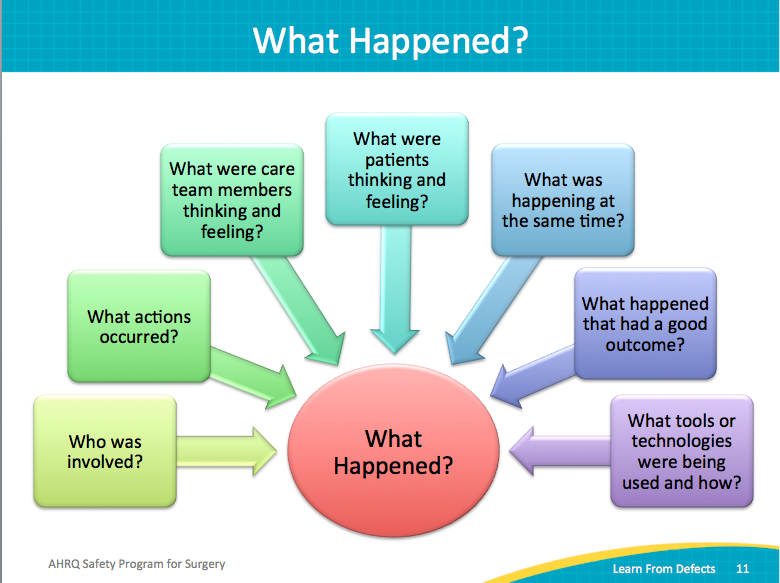 What Happened?
What were
patients
thinking and
feeling?
What were care
team members
thinking and
feeling?
What was
happening at
the same time?
What actions
occurred?
What happened
that had a good
outcome?
Who was
involved?
What
Happened?
What tools or
technologies
were being
used and how?
AHRQ Safety Program for Surgery
Learn From Defects 11